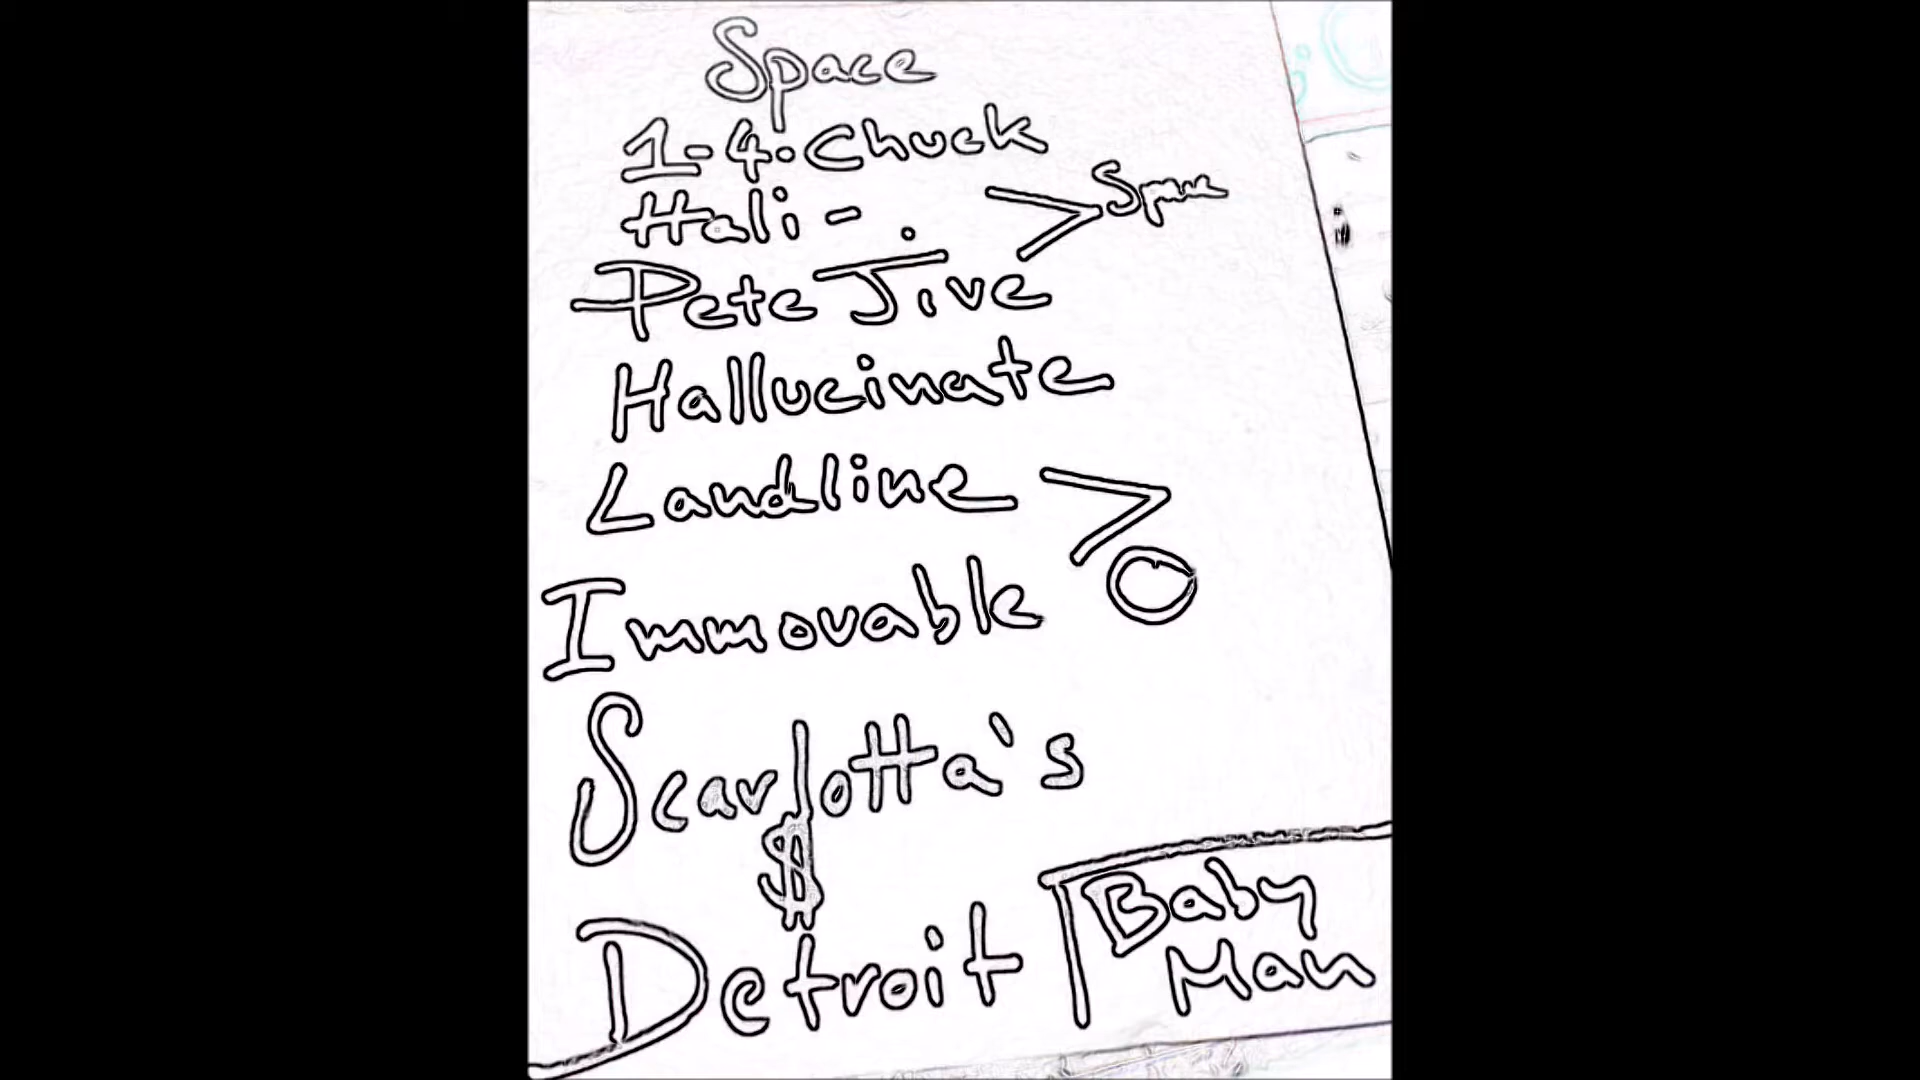 Space
1-4. Chuck
Hali - .
> Space
Pete Jive
Hallucinate
Landline >
Immovable O
Scarlotta's
$
Detroit
Baby
Man